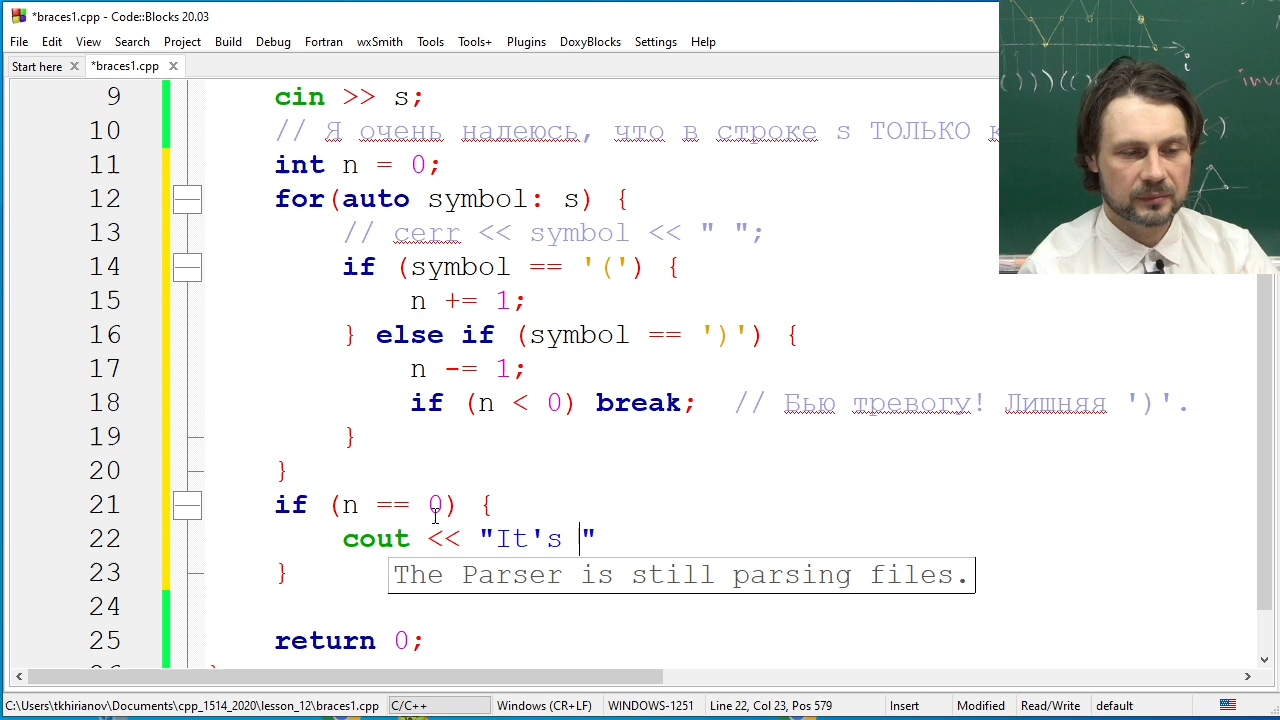 *braces1.cpp - Code::Blocks 20.03
File Edit View Search Project Build Debug Fortran wxSmith Tools Tools+ Plugins DoxyBlocks Settings Help
Start here *braces1.cpp
9 cin >> s;
10 // Я очень надеюсь, что в строке s ТОЛЬКО
11 int n = 0;
12 for(auto symbol: s) {
13 // cerr << symbol << " ";
14 if (symbol == '(') {
15 n += 1;
16 } else if (symbol == ')') {
17 n -= 1;
18 if (n < 0) break; // Бью тревогу! Лишняя ')'.
19 }
20 }
21 if (n == 0) {
22 cout << "It's "
The Parser is still parsing files.
23 }
24
25 return 0;
C:\Users\tkhirianov\Documents\cpp_1514_2020\lesson_12\braces1.cpp C/C++ Windows (CR+LF) WINDOWS-1251 Line 22, Col 23, Pos 579 Insert Modified Read/Write default